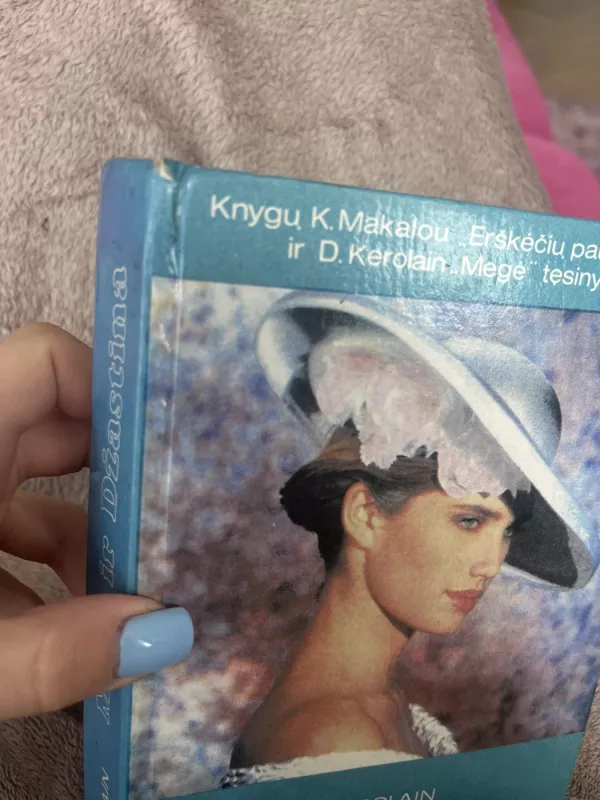 Knygų K. Makalou „Erškėčių pa
ir D. Kerolain „Megė“ tęsiny
ir Džastina